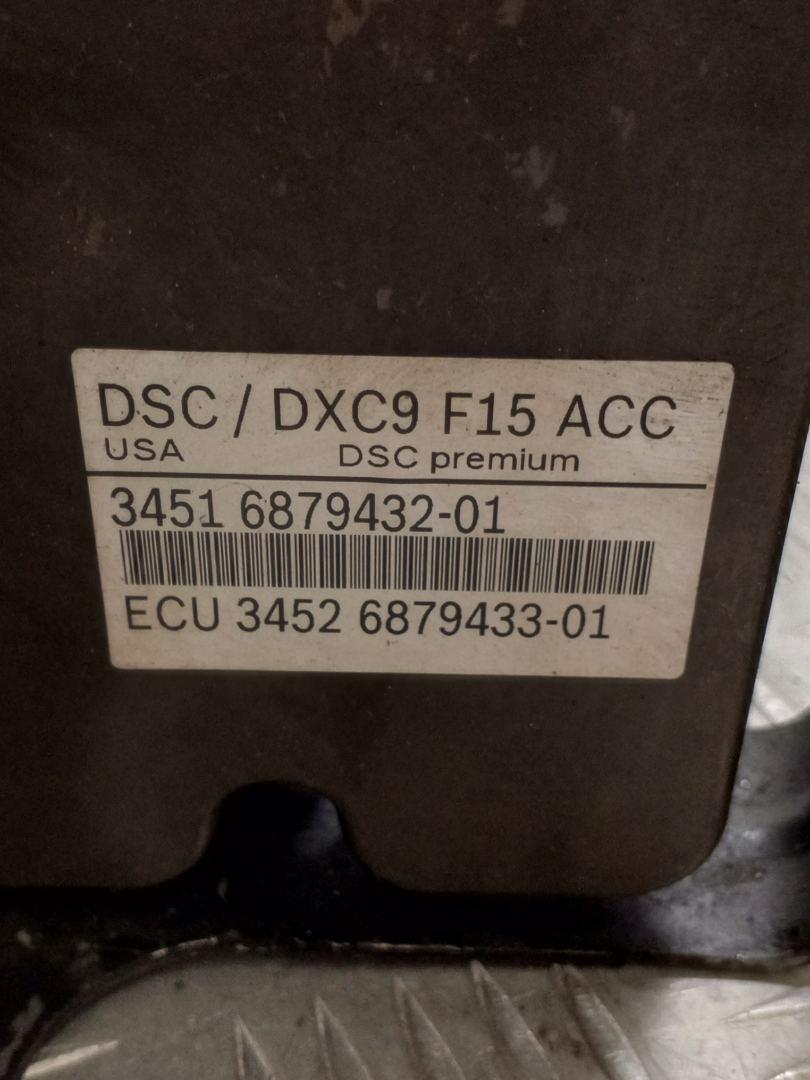 DSC / DXC9 F15 ACC
USA DSC premium
3451 6879432-01
ECU 3452 6879433-01